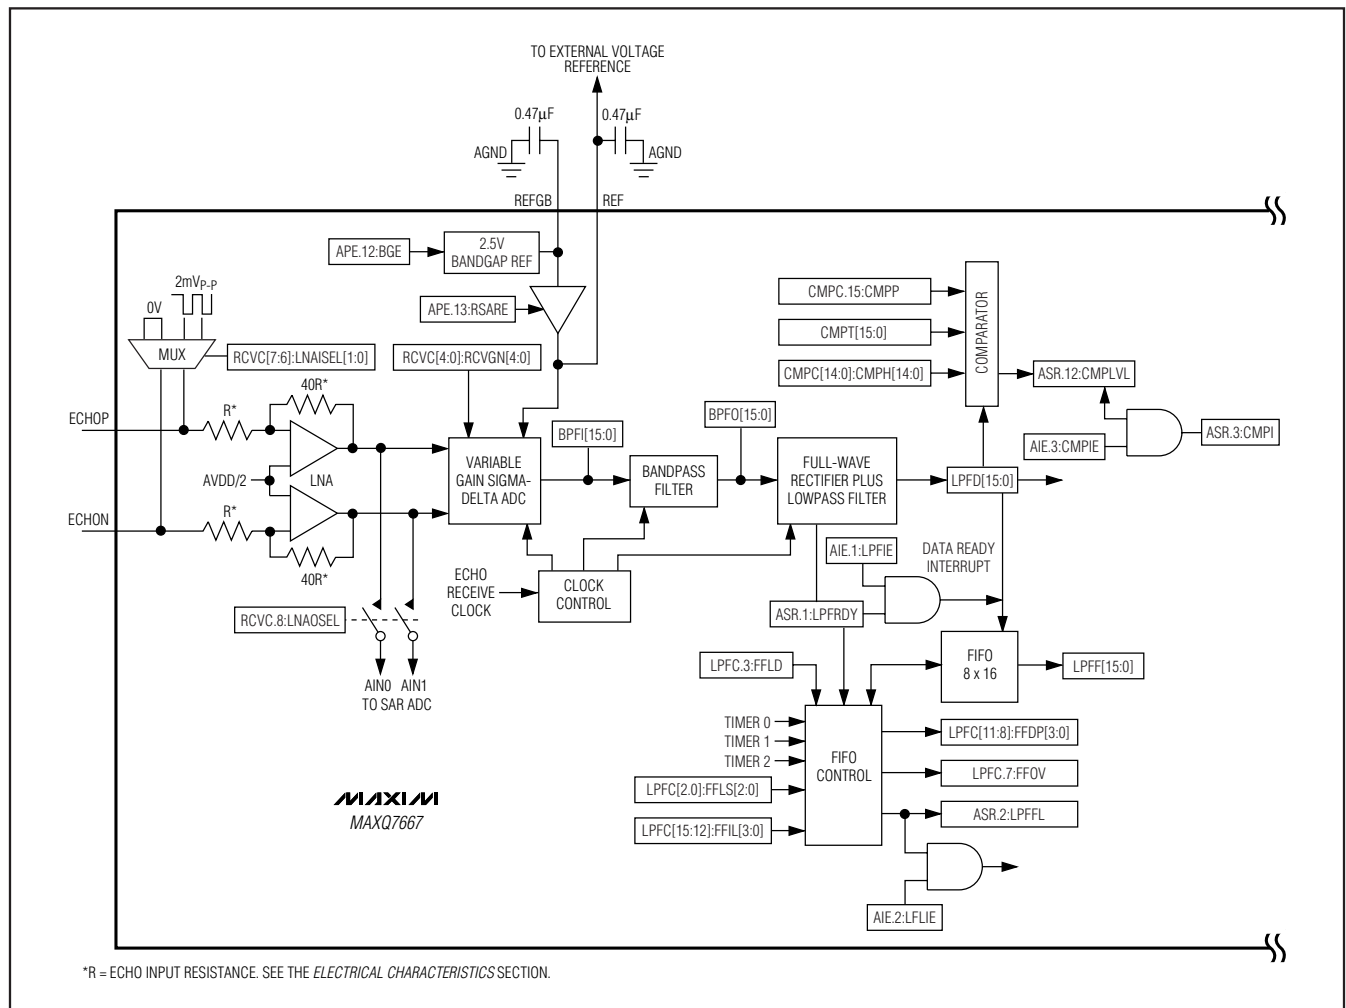 TO EXTERNAL VOLTAGE
REFERENCE
0.47µF
0.47µF
AGND
AGND
REFGB
REF
APE.12:BGE
2.5V
BANDGAP REF
2mVP-P
0V
MUX
RCVC[7:6]:LNAISEL[1:0]
APE.13:RSARE
RCVC[4:0]:RCVGN[4:0]
CMPC.15:CMPP
CMPT[15:0]
CMPC[14:0]:CMPH[14:0]
COMPARATOR
ASR.12:CMPLVL
AIE.3:CMPIE
ASR.3:CMPI
ECHOP
R*
40R*
AVDD/2
LNA
ECHON
R*
40R*
VARIABLE
GAIN SIGMA-
DELTA ADC
BPFI[15:0]
BANDPASS
FILTER
BPFO[15:0]
FULL-WAVE
RECTIFIER PLUS
LOWPASS FILTER
LPFD[15:0]
ECHO
RECEIVE
CLOCK
CLOCK
CONTROL
AIE.1:LPFIE
DATA READY
INTERRUPT
ASR.1:LPFRDY
RCVC.8:LNAOSEL
AIN0 AIN1
TO SAR ADC
LPFC.3:FFLD
FIFO
8 x 16
LPFF[15:0]
TIMER 0
TIMER 1
TIMER 2
LPFC[2.0]:FFLS[2:0]
LPFC[15:12]:FFIL[3:0]
FIFO
CONTROL
LPFC[11:8]:FFDP[3:0]
LPFC.7:FFOV
ASR.2:LPFFL
AIE.2:LFLIE
MAXIM
MAXQ7667
*R = ECHO INPUT RESISTANCE. SEE THE ELECTRICAL CHARACTERISTICS SECTION.